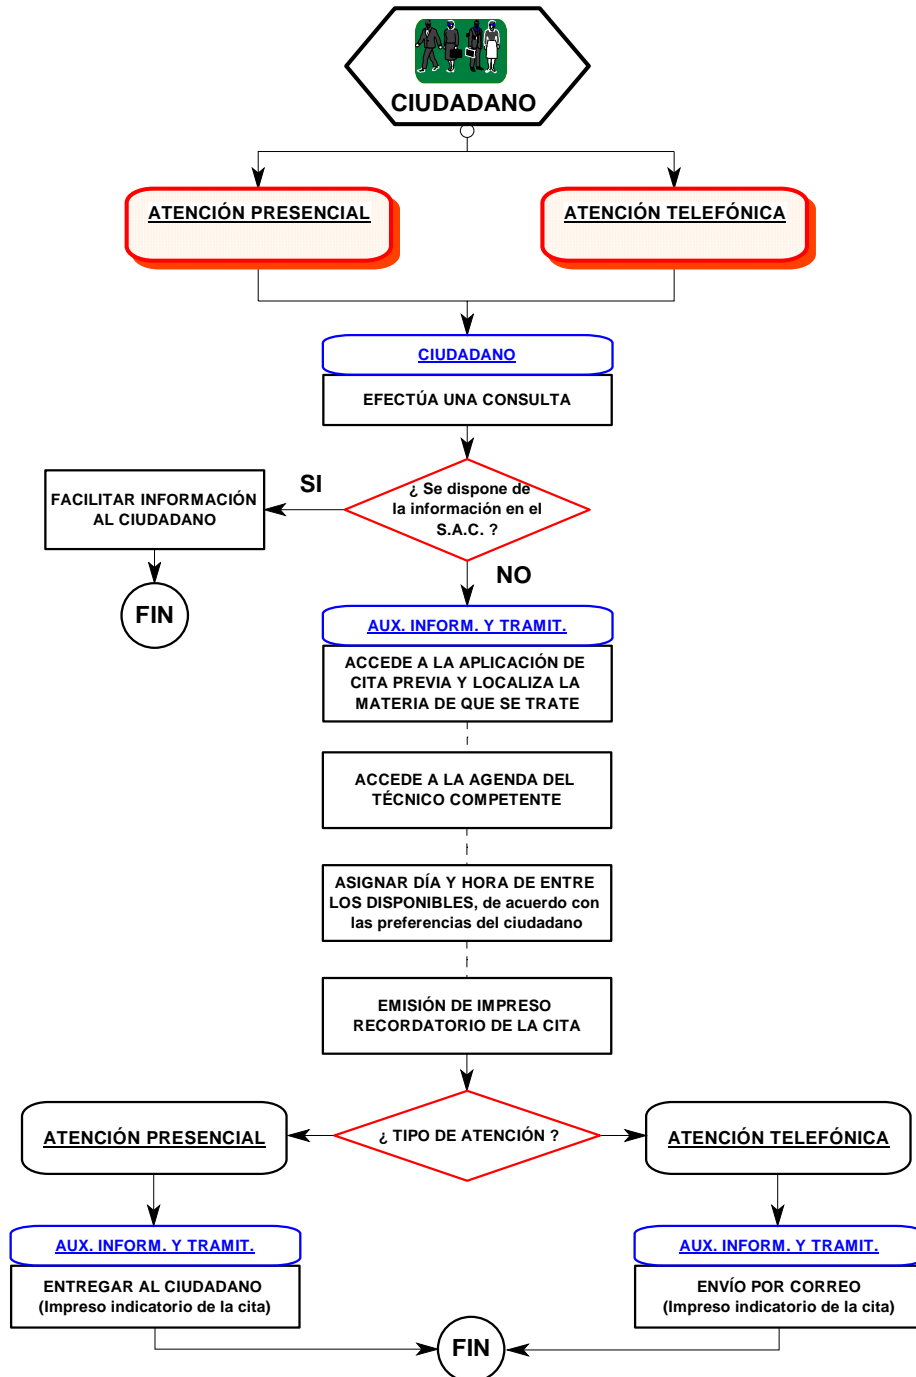 CIUDADANO
ATENCIÓN PRESENCIAL
ATENCIÓN TELEFÓNICA
CIUDADANO
EFECTÚA UNA CONSULTA
¿ Se dispone de
la información en el
S.A.C. ?
SI
FACILITAR INFORMACIÓN
AL CIUDADANO
FIN
NO
AUX. INFORM. Y TRAMIT.
ACCEDE A LA APLICACIÓN DE
CITA PREVIA Y LOCALIZA LA
MATERIA DE QUE SE TRATE
ACCEDE A LA AGENDA DEL
TÉCNICO COMPETENTE
ASIGNAR DÍA Y HORA DE ENTRE
LOS DISPONIBLES, de acuerdo con
las preferencias del ciudadano
EMISIÓN DE IMPRESO
RECORDATORIO DE LA CITA
¿ TIPO DE ATENCIÓN ?
ATENCIÓN PRESENCIAL
ATENCIÓN TELEFÓNICA
AUX. INFORM. Y TRAMIT.
ENTREGAR AL CIUDADANO
(Impreso indicatorio de la cita)
AUX. INFORM. Y TRAMIT.
ENVÍO POR CORREO
(Impreso indicatorio de la cita)
FIN